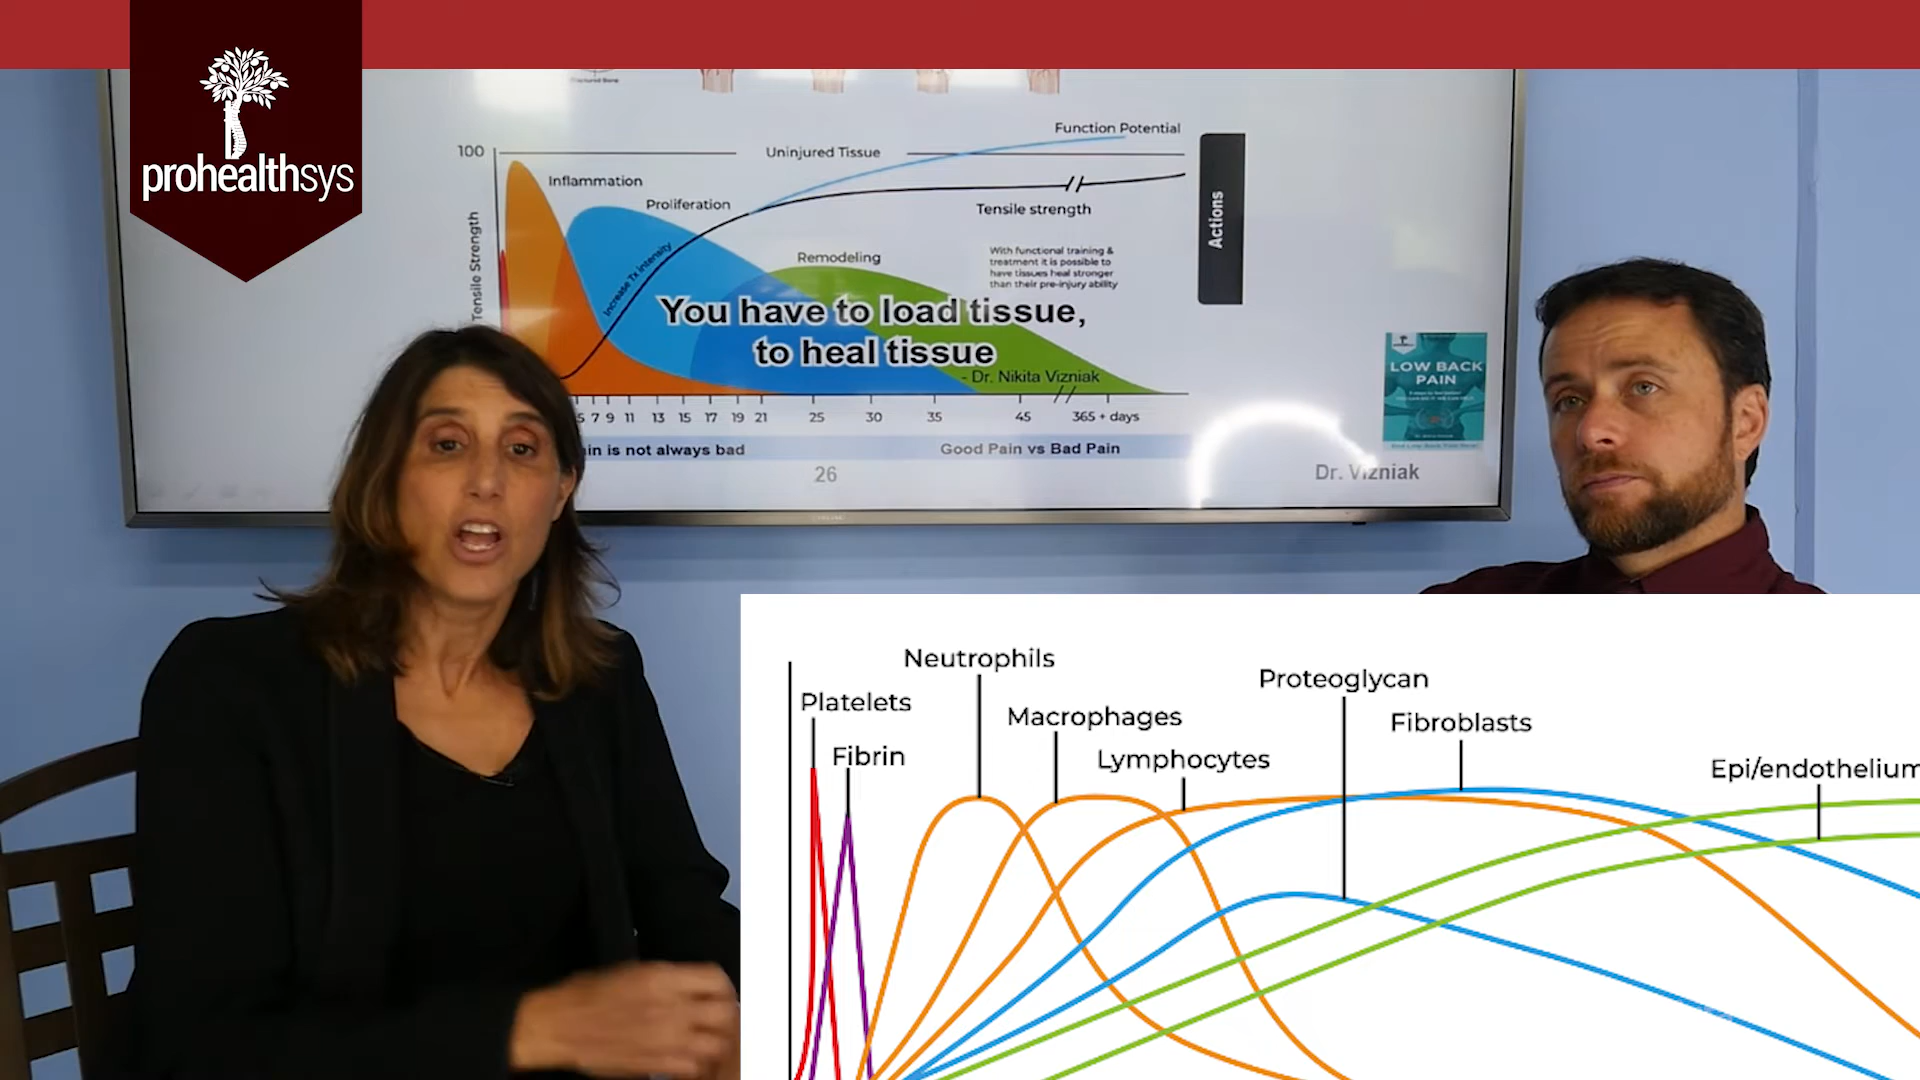 prohealthsys
Fractured Bone
Function Potential
100
Uninjured Tissue
Inflammation
Proliferation
Tensile strength
Tensile Strength
Increase Tx Intensity
Remodeling
With functional training &
treatment it is possible to
have tissues heal stronger
than their pre-injury ability
Actions
You have to load tissue,
to heal tissue
- Dr. Nikita Vizniak
LOW BACK
PAIN
5 7 9 11 13 15 17 19 21 25 30 35 45 365 + days
in is not always bad
Good Pain vs Bad Pain
26
Dr. Vizniak
Neutrophils
Proteoglycan
Platelets
Macrophages
Fibroblasts
Fibrin
Lymphocytes
Epi/endothelium